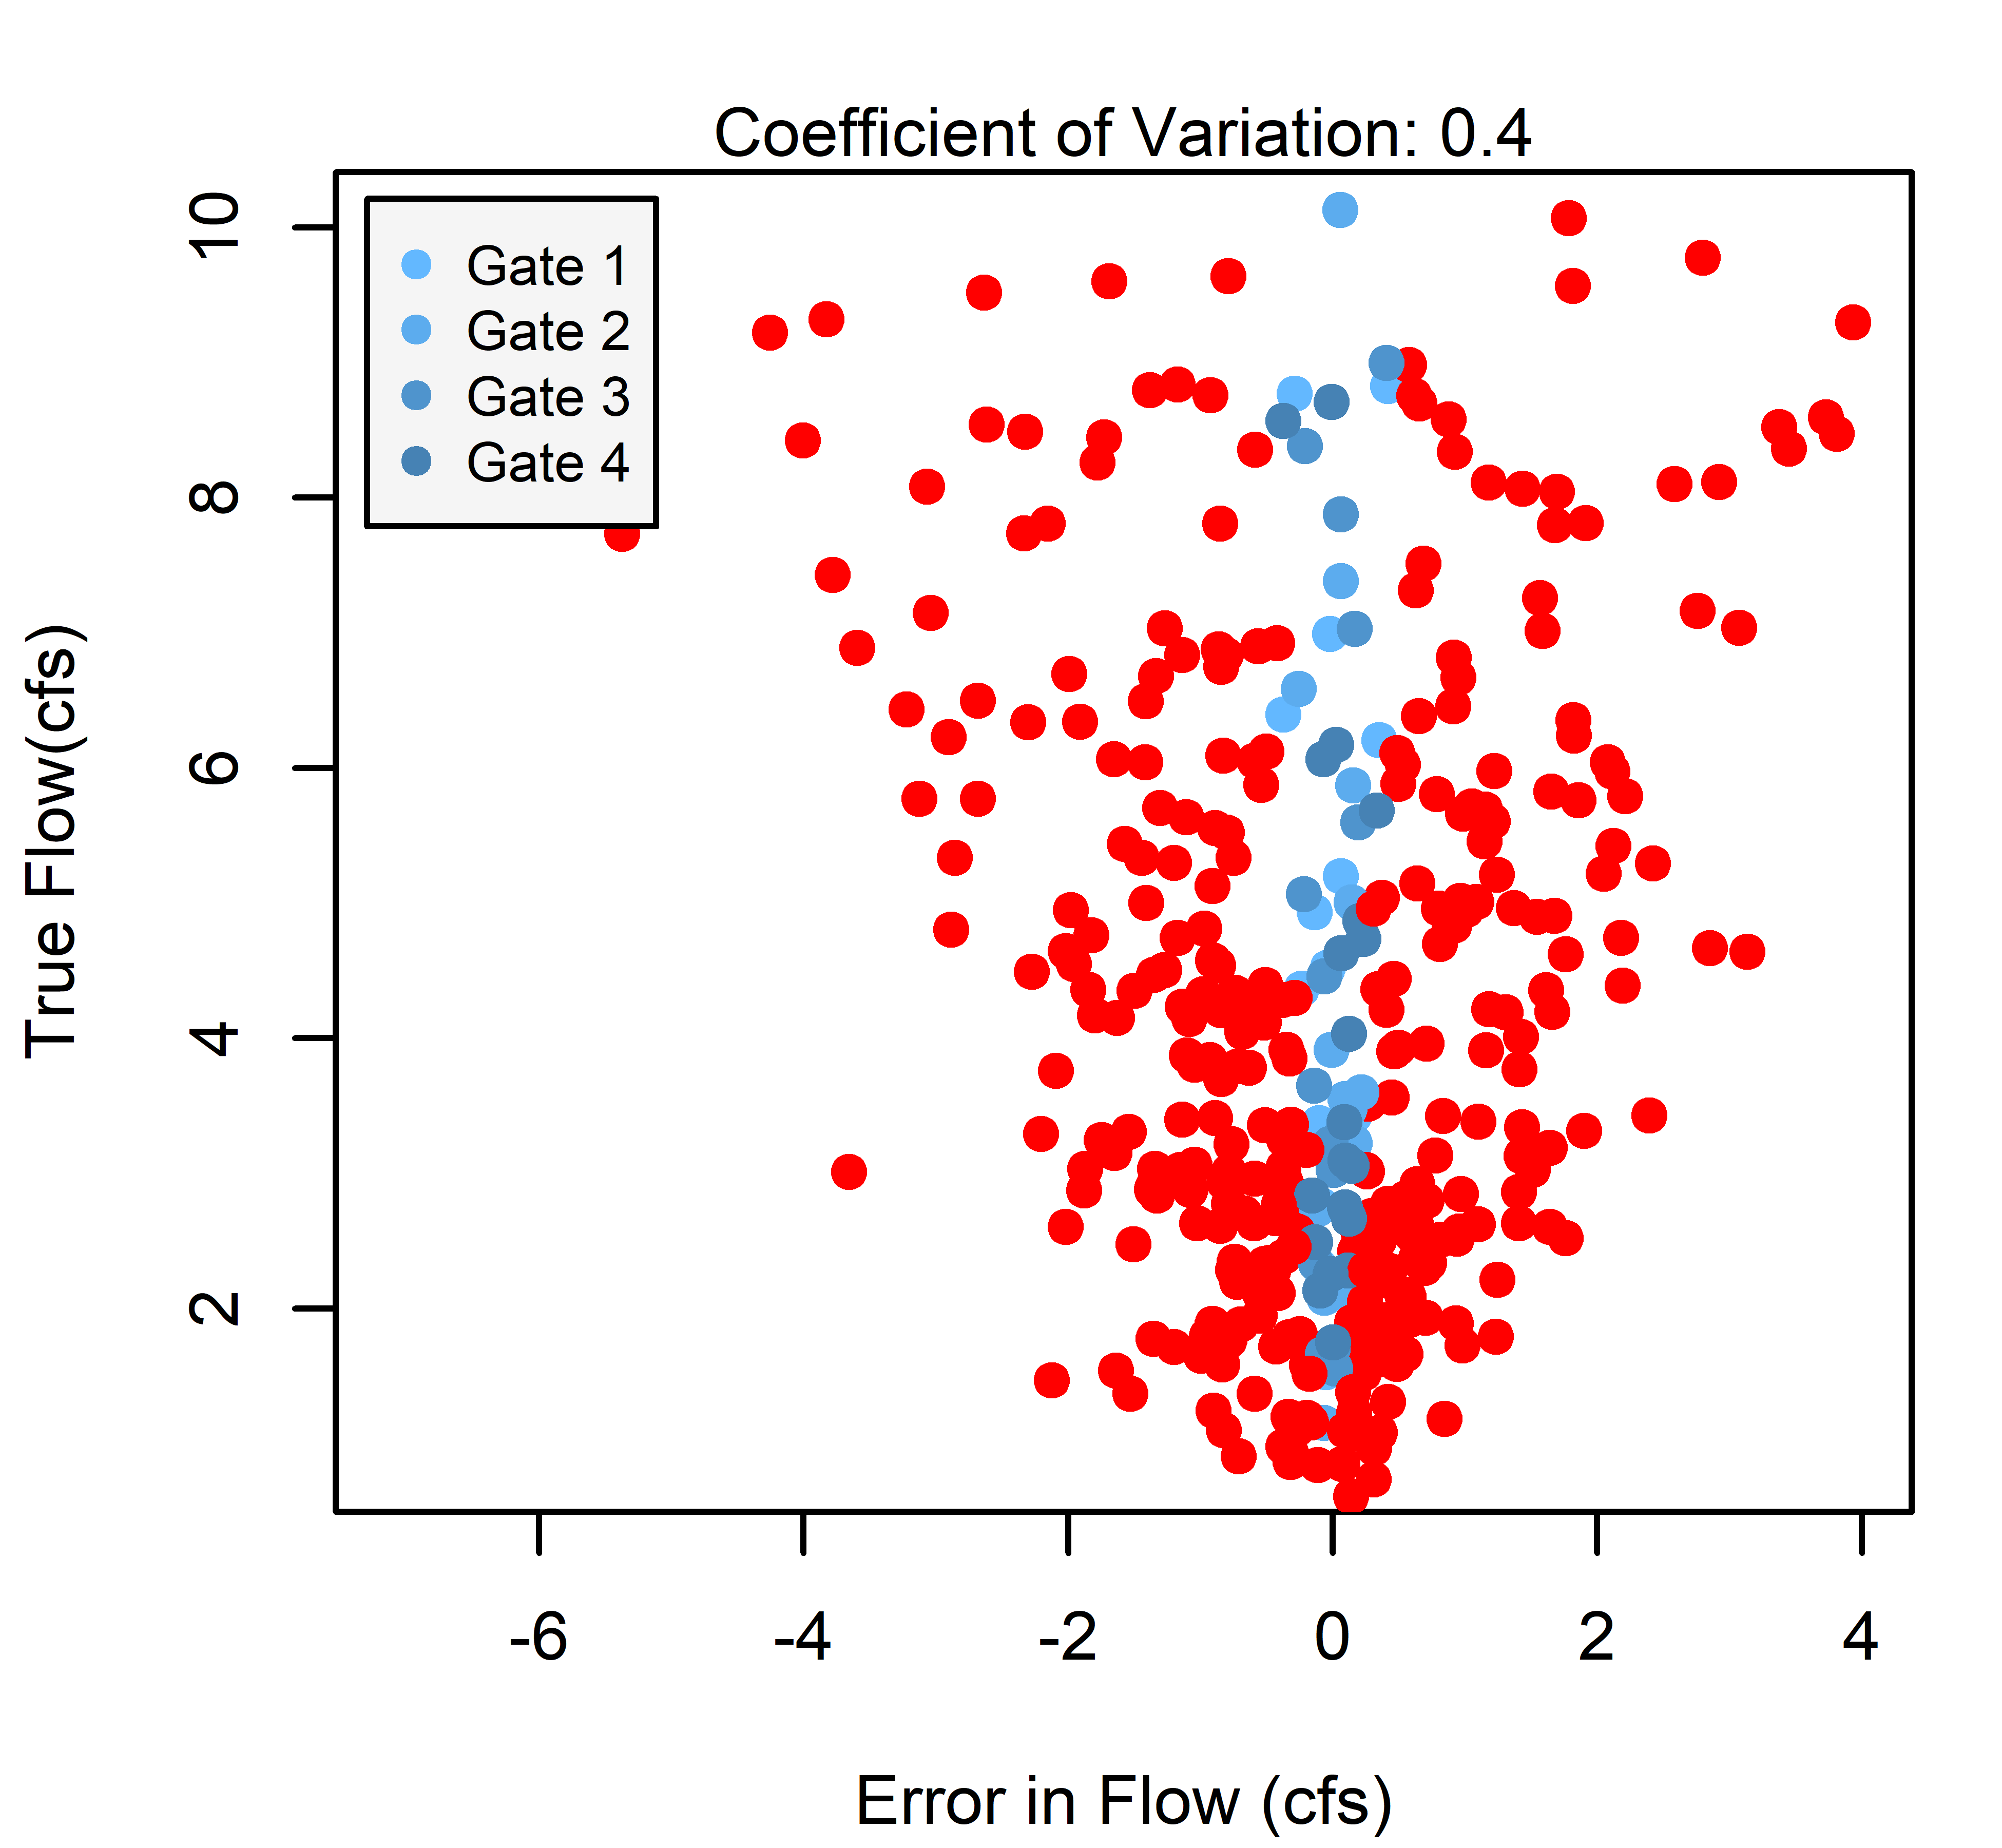 Coefficient of Variation: 0.4
Gate 1
Gate 2
Gate 3
Gate 4
True Flow(cfs)
10
8
6
4
2
-6 -4 -2 0 2 4
Error in Flow (cfs)